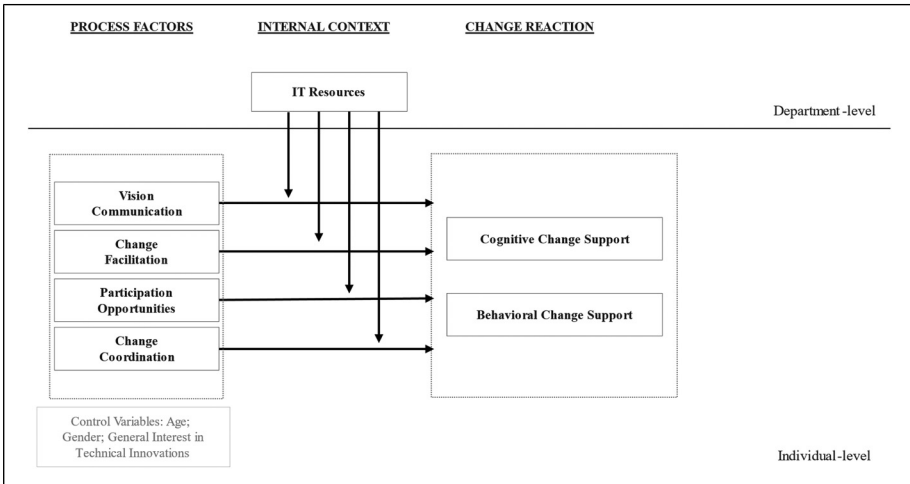 PROCESS FACTORS
INTERNAL CONTEXT
CHANGE REACTION
IT Resources
Department-level
Vision
Communication
Change
Facilitation
Participation
Opportunities
Change
Coordination
Cognitive Change Support
Behavioral Change Support
Control Variables: Age;
Gender; General Interest in
Technical Innovations
Individual-level